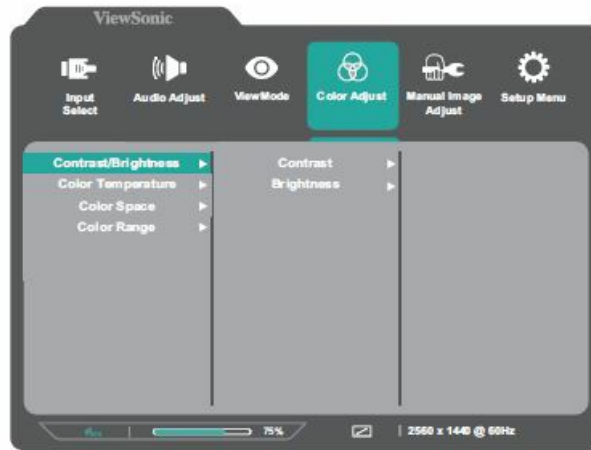 ViewSonic
Input Select
Audio Adjust
ViewMode
Color Adjust
Manual Image Adjust
Setup Menu
Contrast/Brightness
Color Temperature
Color Space
Color Range
Contrast
Brightness
75%
2560 x 1440 @ 60Hz